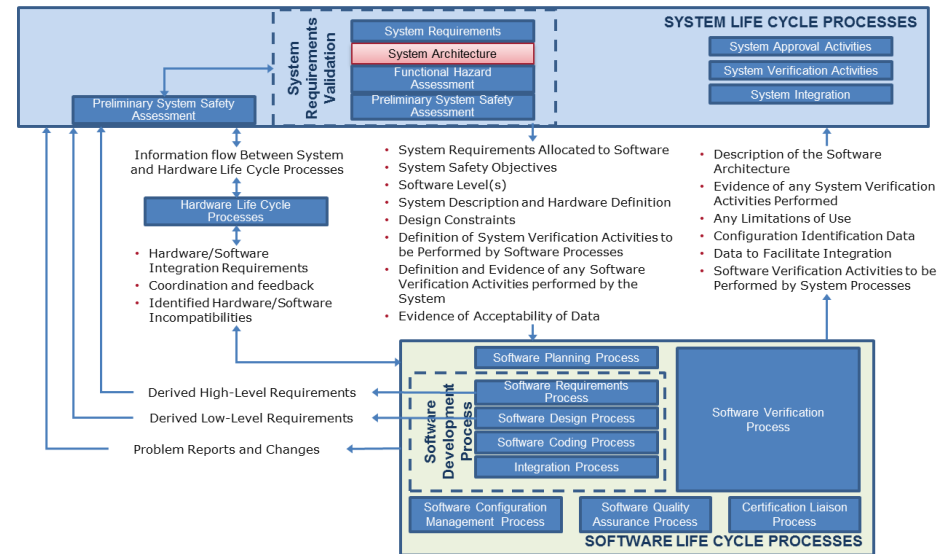 SYSTEM LIFE CYCLE PROCESSES
System
Requirements
Validation
System Requirements
System Architecture
Functional Hazard
Assessment
Preliminary System Safety
Assessment
System Approval Activities
System Verification Activities
System Integration
Preliminary System Safety
Assessment
Information flow Between System
and Hardware Life Cycle Processes
Hardware Life Cycle
Processes
• Hardware/Software
Integration Requirements
• Coordination and feedback
• Identified Hardware/Software
Incompatibilities
• System Requirements Allocated to Software
• System Safety Objectives
• Software Level(s)
• System Description and Hardware Definition
• Design Constraints
• Definition of System Verification Activities to
be Performed by Software Processes
• Definition and Evidence of any Software
Verification Activities performed by the
System
• Evidence of Acceptability of Data
• Description of the Software
Architecture
• Evidence of any System Verification
Activities Performed
• Any Limitations of Use
• Configuration Identification Data
• Data to Facilitate Integration
• Software Verification Activities to be
Performed by System Processes
Derived High-Level Requirements
Derived Low-Level Requirements
Problem Reports and Changes
Software Planning Process
Software
Development
Process
Software Requirements
Process
Software Design Process
Software Coding Process
Integration Process
Software Verification
Process
Software Configuration
Management Process
Software Quality
Assurance Process
Certification Liaison
Process
SOFTWARE LIFE CYCLE PROCESSES